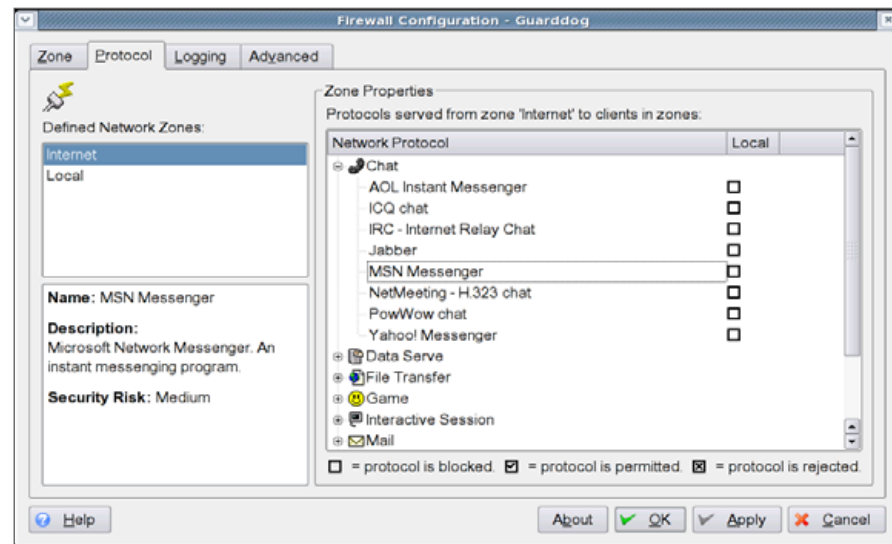 Firewall Configuration - Guarddog
Zone Protocol Logging Advanced
Defined Network Zones:
Internet
Local
Name: MSN Messenger
Description:
Microsoft Network Messenger. An
instant messenging program.
Security Risk: Medium
Zone Properties
Protocols served from zone 'Internet' to clients in zones:
Network Protocol Local
Chat
AOL Instant Messenger
ICQ chat
IRC - Internet Relay Chat
Jabber
MSN Messenger
NetMeeting - H.323 chat
PowWow chat
Yahoo! Messenger
Data Serve
File Transfer
Game
Interactive Session
Mail
= protocol is blocked. = protocol is permitted. = protocol is rejected.
Help About OK Apply Cancel